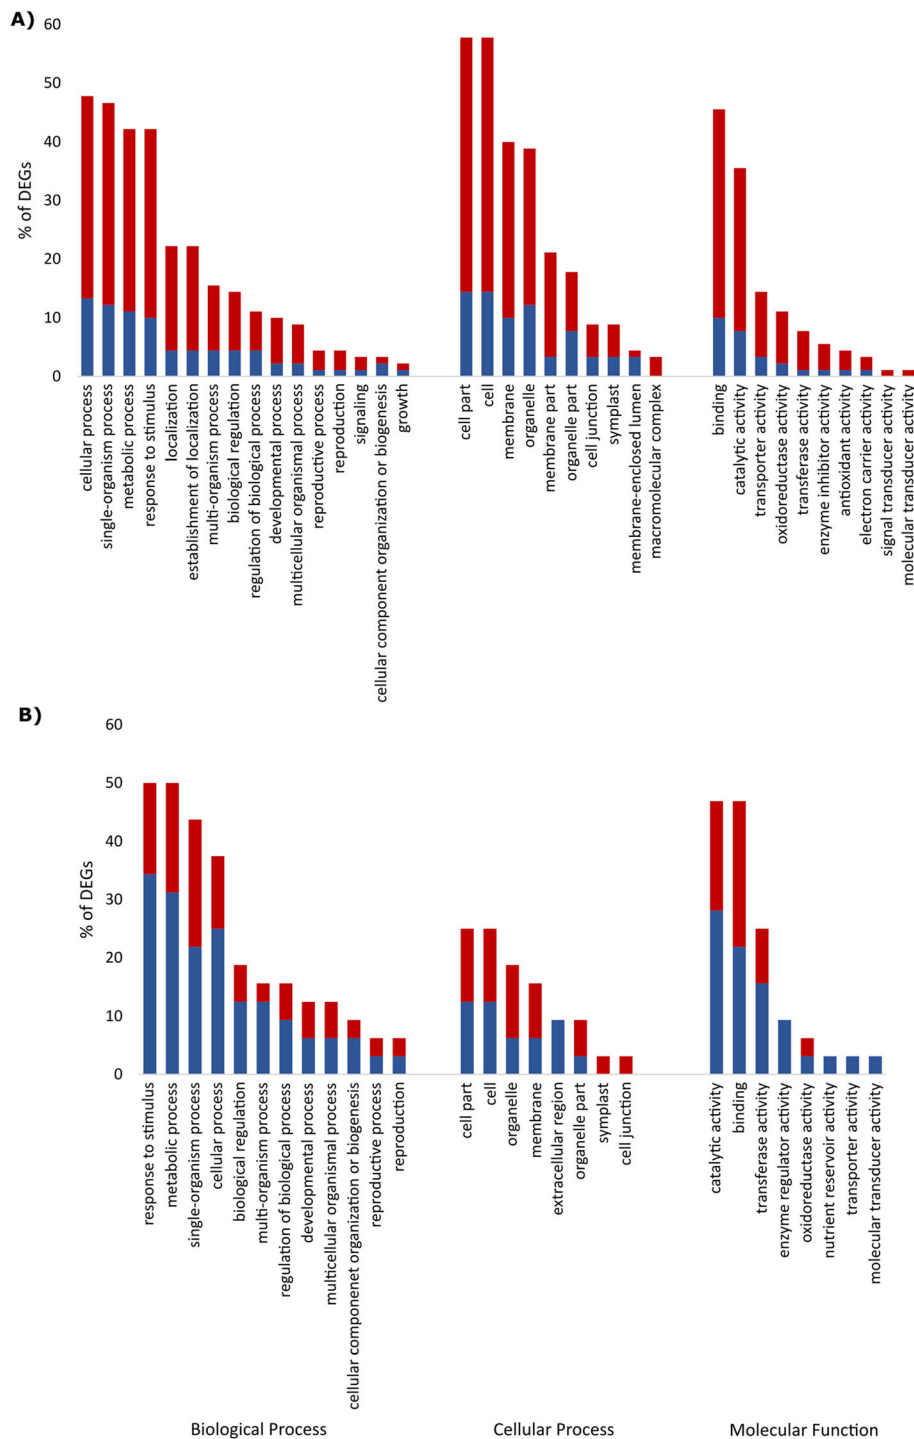 A)
60
50
40
30
20
10
0
% of DEGs
cellular process
single-organism process
metabolic process
response to stimulus
localization
establishment of localization
multi-organism process
biological regulation
regulation of biological process
developmental process
multicellular organismal process
reproductive process
reproduction
signaling
cellular component organization or biogenesis
growth
cell part
cell
membrane
organelle
membrane part
organelle part
cell junction
symplast
membrane-enclosed lumen
macromolecular complex
binding
catalytic activity
transporter activity
oxidoreductase activity
transferase activity
enzyme inhibitor activity
antioxidant activity
electron carrier activity
signal transducer activity
molecular transducer activity
B)
60
50
40
30
20
10
0
% of DEGs
response to stimulus
metabolic process
single-organism process
cellular process
biological regulation
multi-organism process
regulation of biological process
developmental process
multicellular organismal process
cellular componenet organization or biogenesis
reproductive process
reproduction
cell part
cell
organelle
membrane
extracellular region
organelle part
symplast
cell junction
catalytic activity
binding
transferase activity
enzyme regulator activity
oxidoreductase activity
nutrient reservoir activity
transporter activity
molecular transducer activity
Biological Process
Cellular Process
Molecular Function